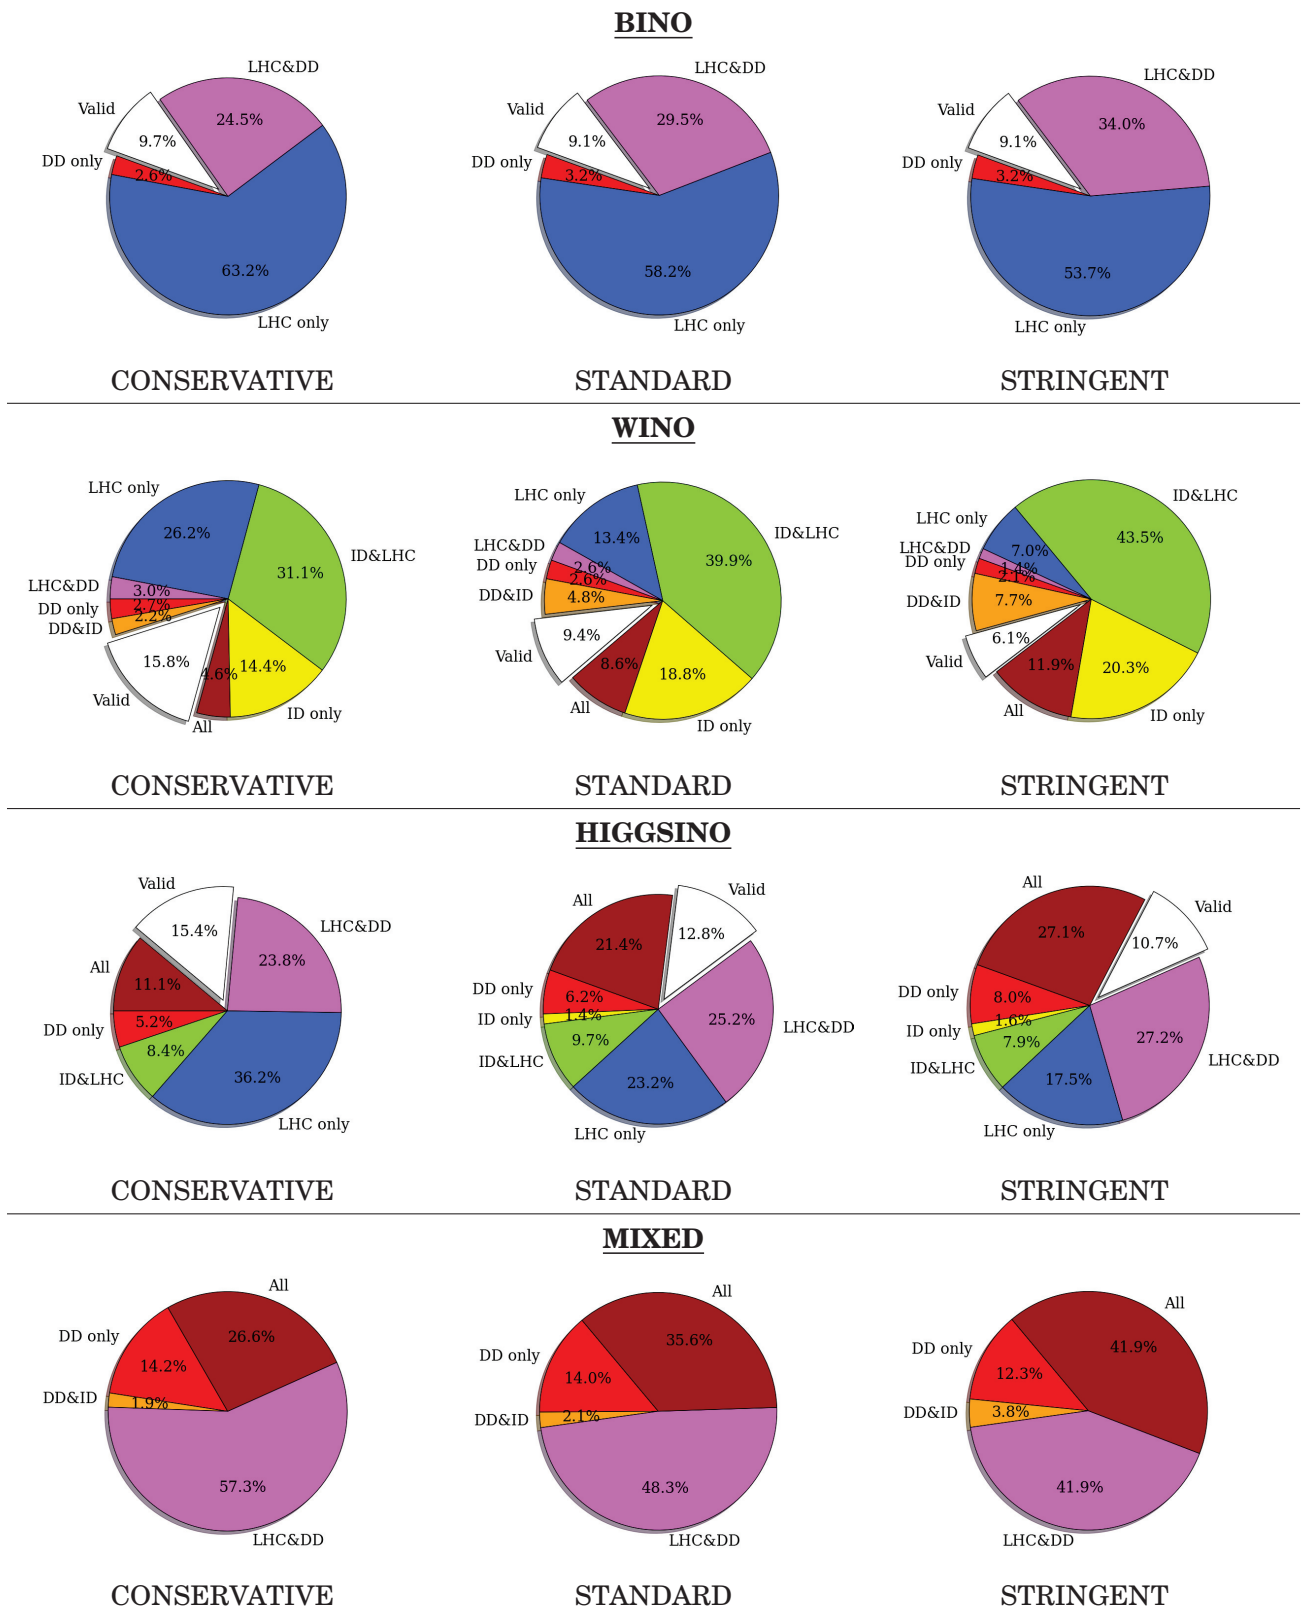 BINO
LHC&DD
24.5%
Valid
9.7%
DD only
2.6%
63.2%
LHC only
CONSERVATIVE
LHC&DD
29.5%
Valid
9.1%
DD only
3.2%
58.2%
LHC only
STANDARD
LHC&DD
34.0%
Valid
9.1%
DD only
3.2%
53.7%
LHC only
STRINGENT
WINO
LHC only
26.2%
ID&LHC
31.1%
LHC&DD
3.0%
DD only
2.7%
DD&ID
2.2%
15.8%
Valid
4.6%
All
14.4%
ID only
CONSERVATIVE
LHC only
13.4%
ID&LHC
39.9%
LHC&DD
2.6%
DD only
2.6%
DD&ID
4.8%
9.4%
Valid
8.6%
All
18.8%
ID only
STANDARD
ID&LHC
43.5%
LHC only
7.0%
LHC&DD
1.4%
DD only
2.1%
DD&ID
7.7%
6.1%
Valid
11.9%
All
20.3%
ID only
STRINGENT
HIGGSINO
Valid
15.4%
LHC&DD
23.8%
All
11.1%
DD only
5.2%
ID&LHC
8.4%
36.2%
LHC only
CONSERVATIVE
All
21.4%
Valid
12.8%
DD only
6.2%
ID only
1.4%
ID&LHC
9.7%
25.2%
LHC&DD
23.2%
LHC only
STANDARD
All
27.1%
Valid
10.7%
DD only
8.0%
ID only
1.6%
ID&LHC
7.9%
27.2%
LHC&DD
17.5%
LHC only
STRINGENT
MIXED
All
26.6%
DD only
14.2%
DD&ID
1.9%
57.3%
LHC&DD
CONSERVATIVE
All
35.6%
DD only
14.0%
DD&ID
2.1%
48.3%
LHC&DD
STANDARD
All
41.9%
DD only
12.3%
DD&ID
3.8%
41.9%
LHC&DD
STRINGENT